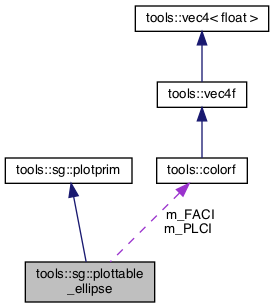 tools::vec4< float >
tools::vec4f
tools::sg::plotprim
tools::colorf
m_FACI
m_PLCI
tools::sg::plottable
_ellipse